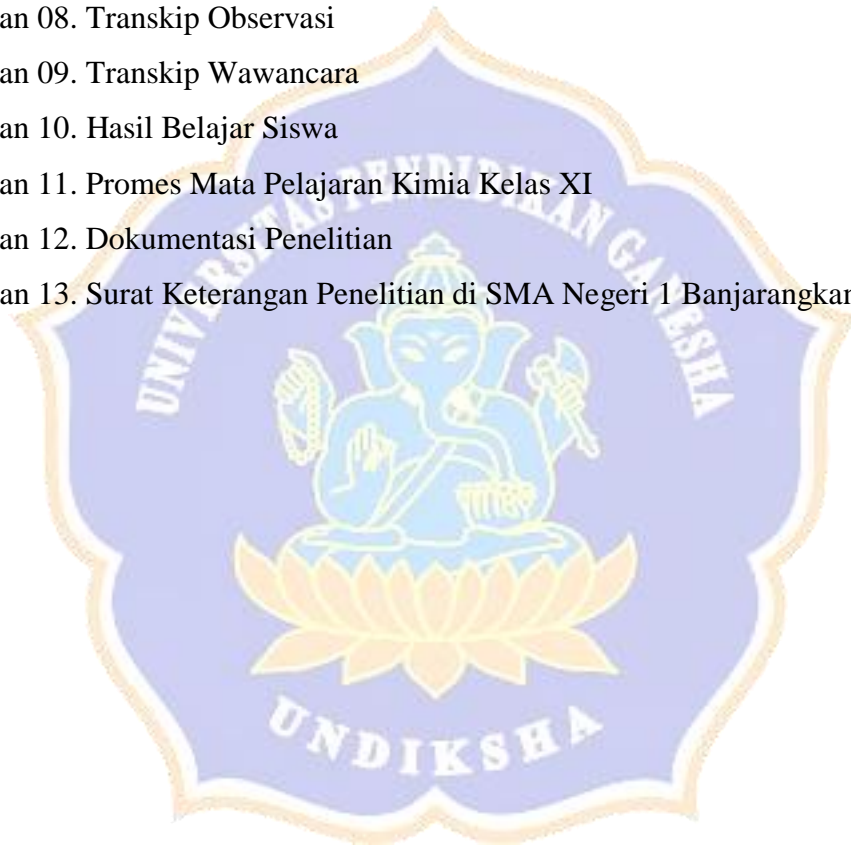 an 08. Transkip Observasi
an 09. Transkip Wawancara
an 10. Hasil Belajar Siswa
an 11. Promes Mata Pelajaran Kimia Kelas XI
an 12. Dokumentasi Penelitian
an 13. Surat Keterangan Penelitian di SMA Negeri 1 Banjarangkan
UNIVERSITAS PENDIDIKAN GANESHA
UNDIKSHA